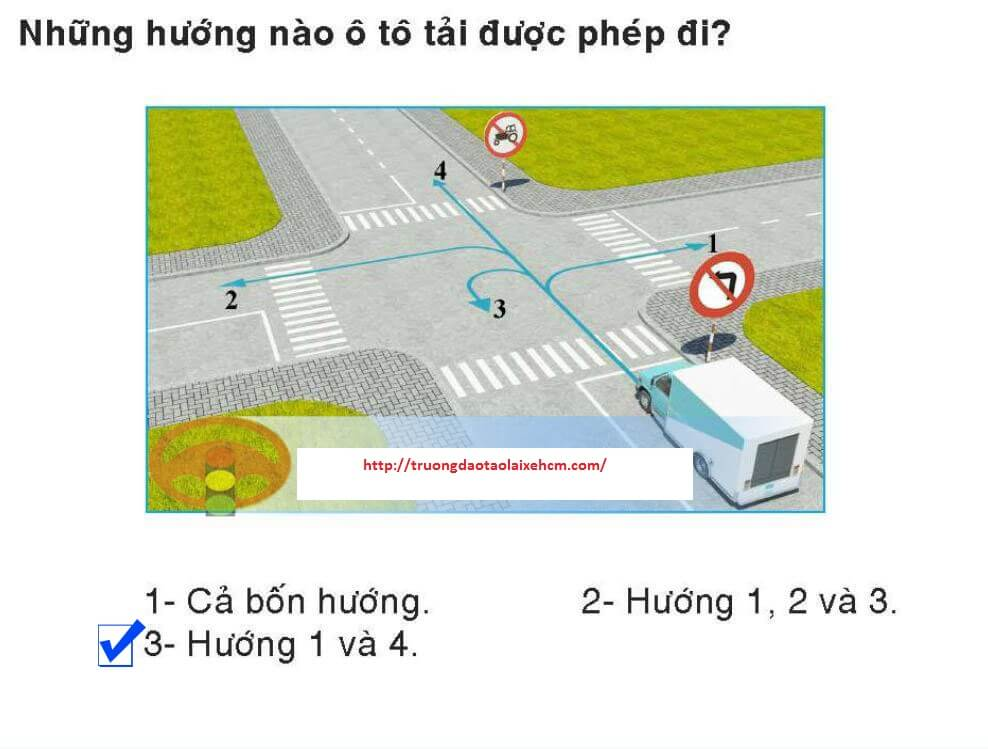 Những hướng nào ô tô tải được phép đi?
4
1
2
3
http://truongdaotaolaixehcm.com/
1- Cả bốn hướng. 2- Hướng 1, 2 và 3.
3- Hướng 1 và 4.